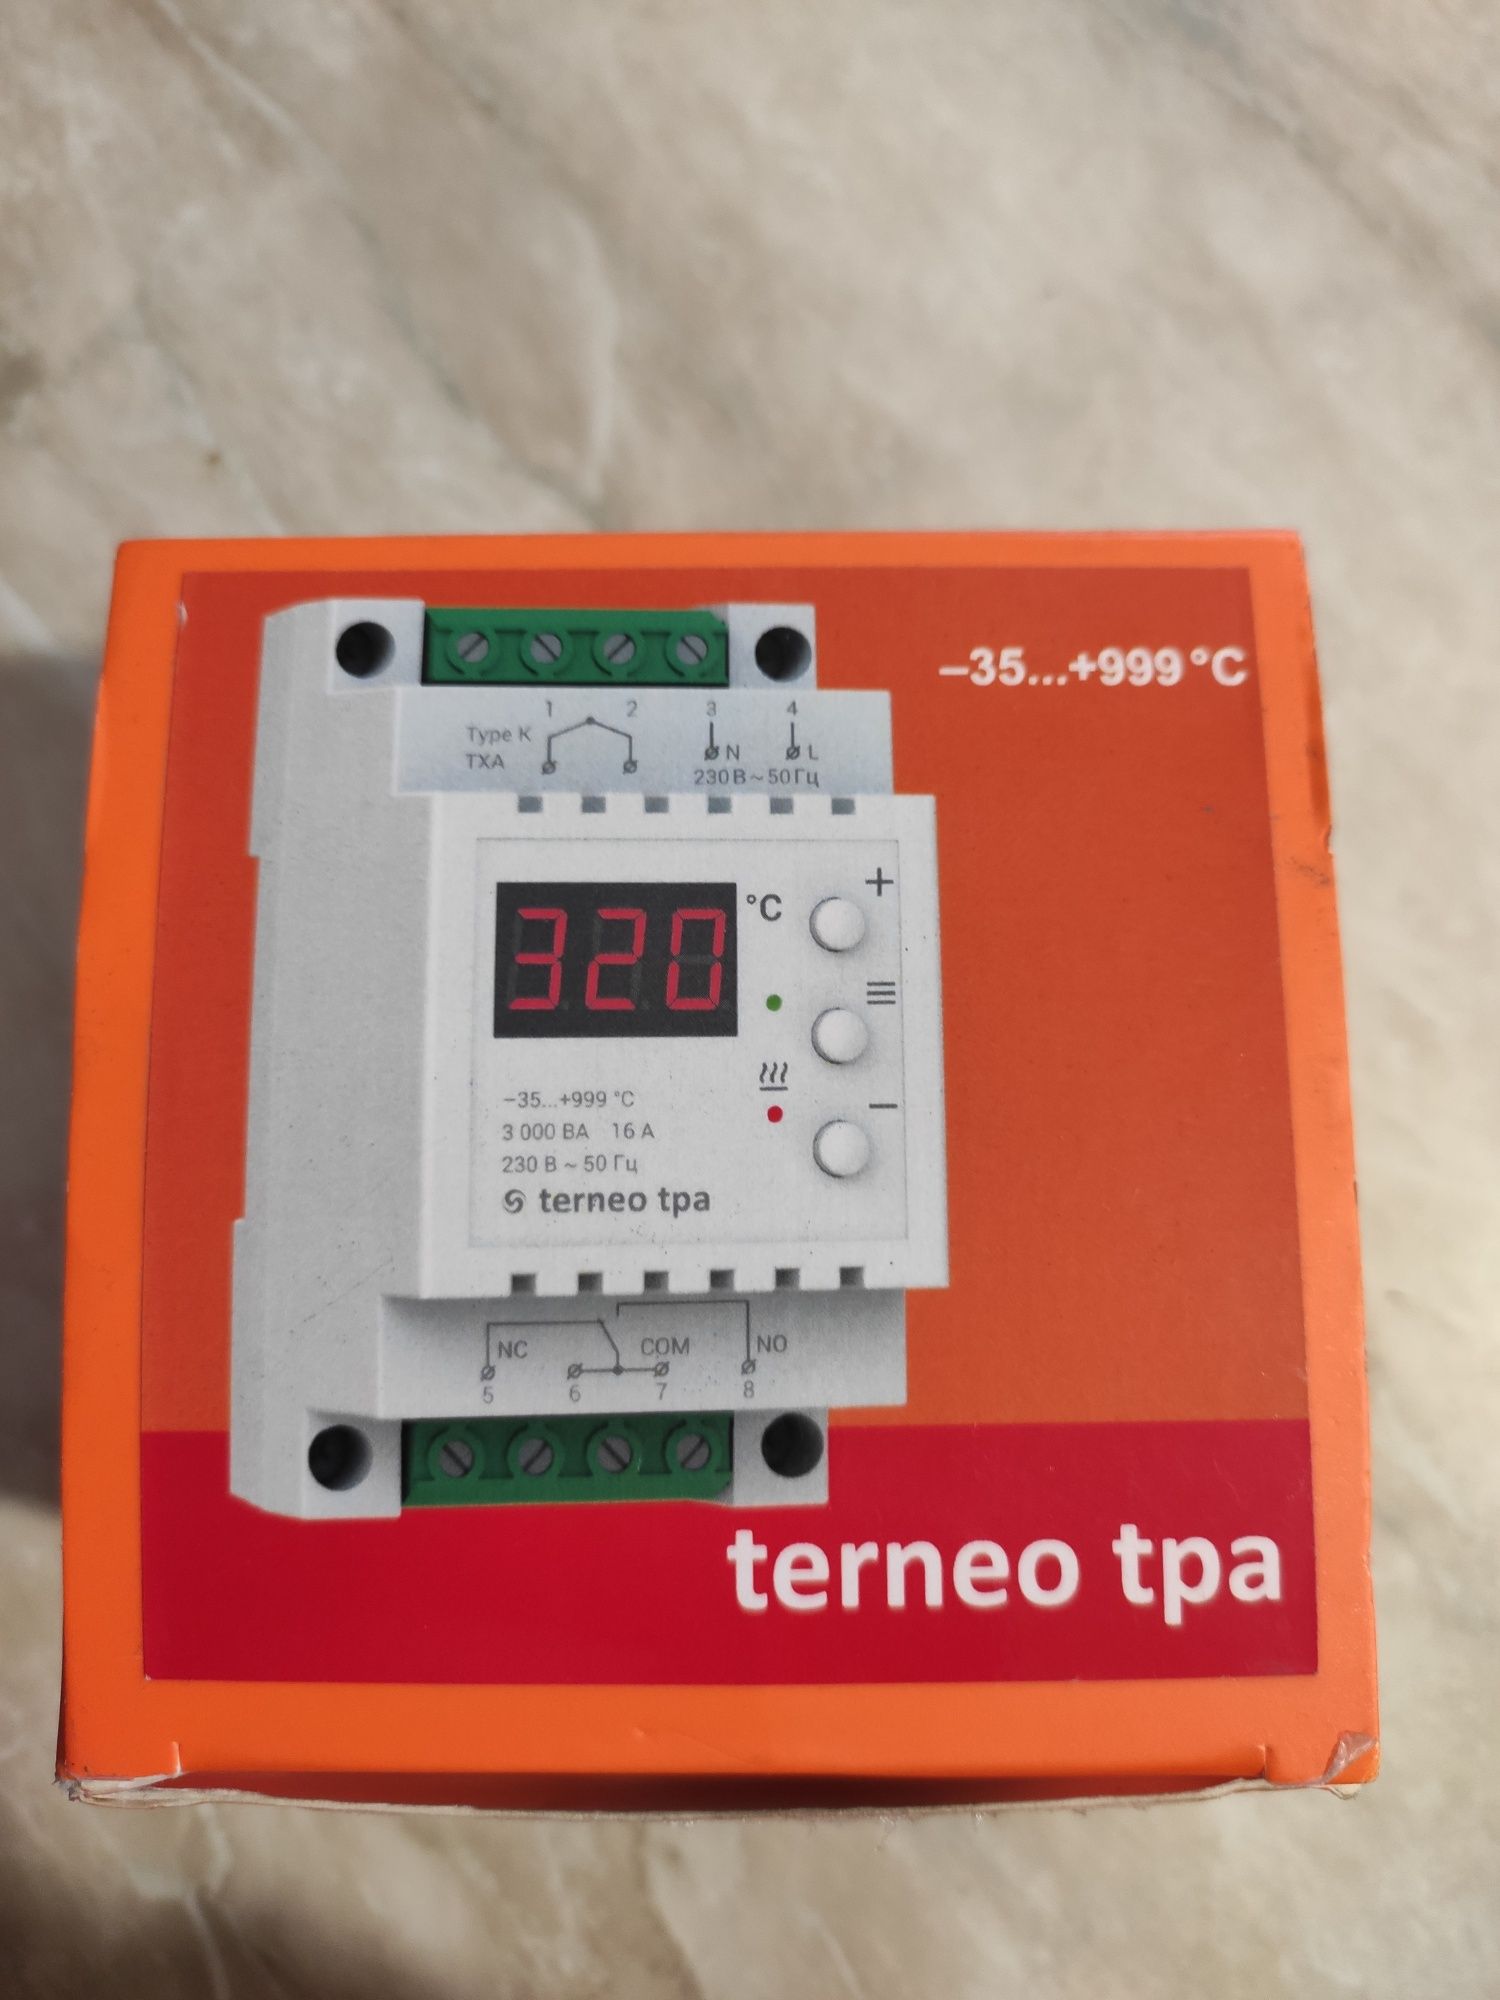 −35...+999 °C
1 2 3 4
Type K
TXA
N L
230 В ~ 50 Гц
+
320 °C
−
−35...+999 °C
3 000 ВА 16 А
230 В ~ 50 Гц
terneo tpa
NC COM NO
5 6 7 8
terneo tpa